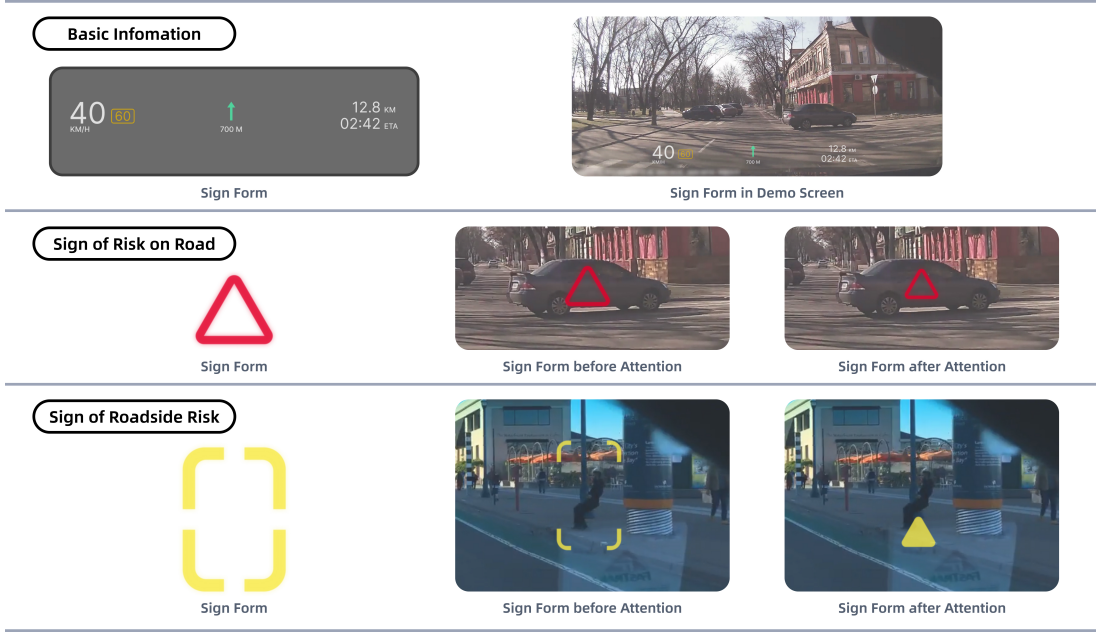 Basic Infomation
40 60
KM/H
700 M
12.8 KM
02:42 ETA
Sign Form
40 60
KM/H
700 M
12.8 KM
02:42 ETA
Sign Form in Demo Screen
Sign of Risk on Road
Sign Form
Sign Form before Attention
Sign Form after Attention
Sign of Roadside Risk
Sign Form
Sign Form before Attention
Sign Form after Attention